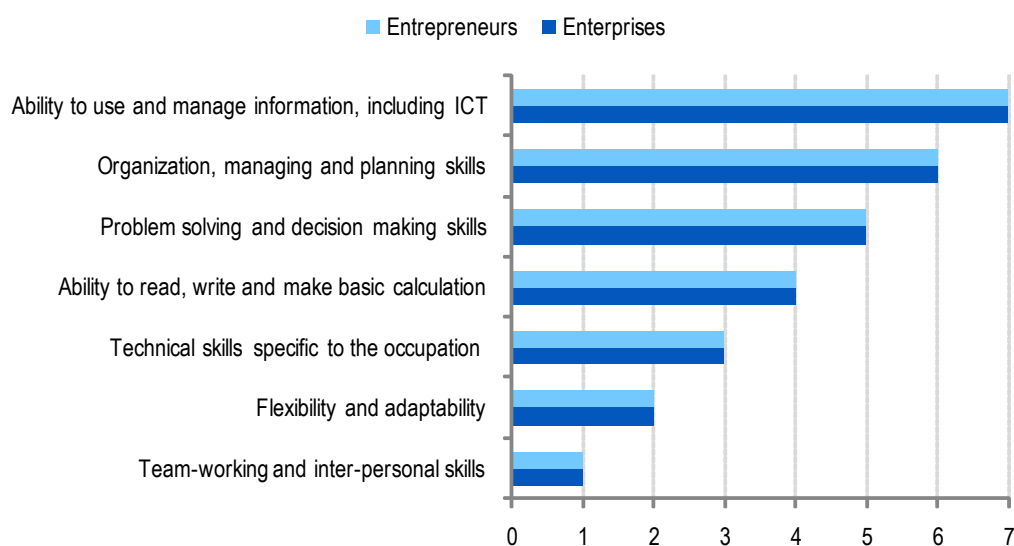 Entrepreneurs Enterprises
Ability to use and manage information, including ICT
Organization, managing and planning skills
Problem solving and decision making skills
Ability to read, write and make basic calculation
Technical skills specific to the occupation
Flexibility and adaptability
Team-working and inter-personal skills
0 1 2 3 4 5 6 7